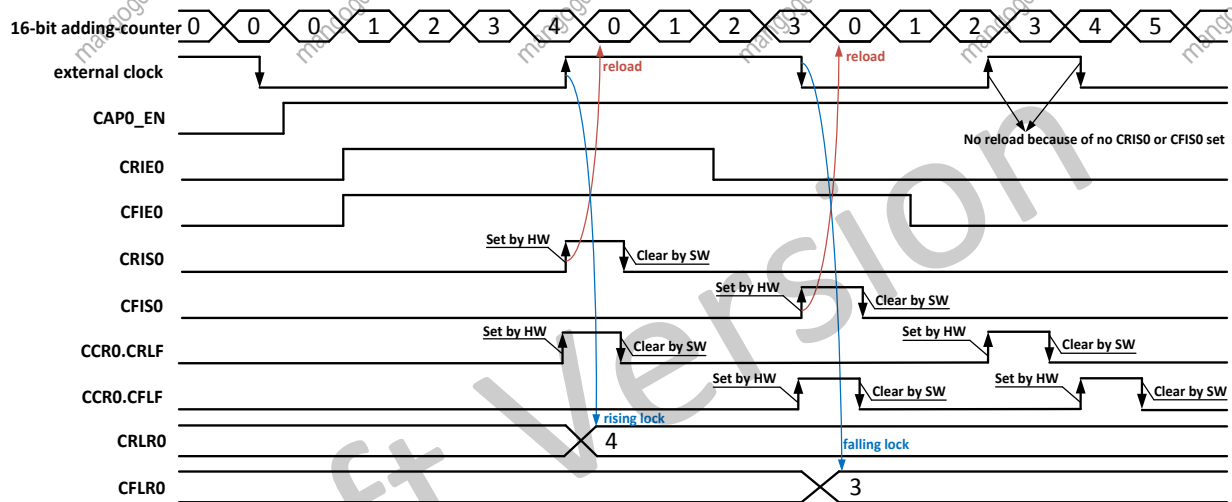 16-bit adding-counter 0 0 0 1 2 3 4 0 1 2 3 0 1 2 3 4 5
external clock reload reload
CAP0_EN
No reload because of no CRIS0 or CFIS0 set
CRIE0
CFIE0
Set by HW
CRIS0 Clear by SW
Set by HW
CFIS0 Clear by SW
Set by HW Set by HW
CCR0.CRLF Clear by SW Clear by SW
Set by HW Set by HW
CCR0.CFLF Clear by SW Clear by SW
rising lock
CRLR0 4
falling lock
CFLR0 3
ft Version